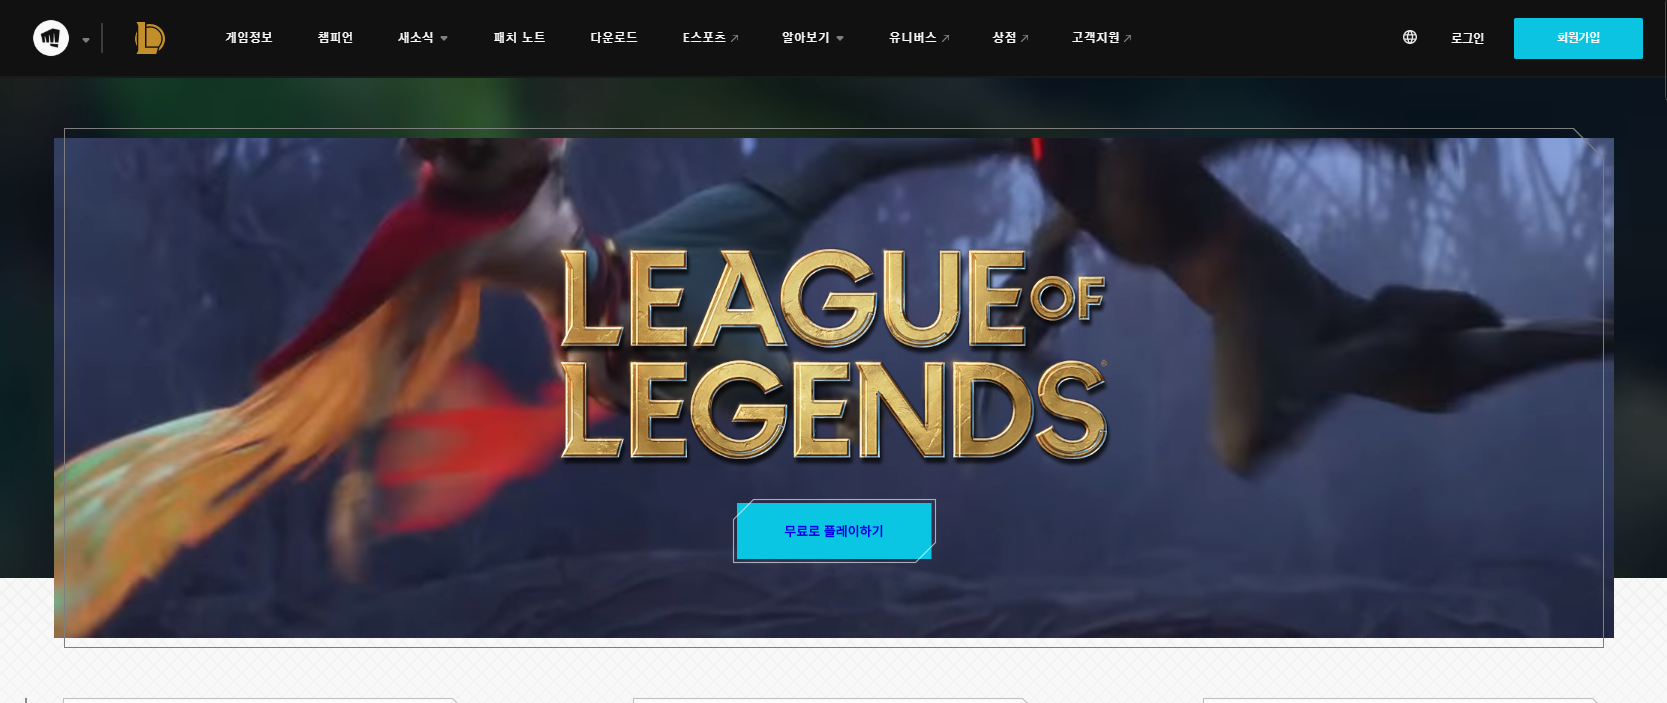 게임정보 챔피언 새소식 패치 노트 다운로드 E스포츠 알아보기 유니버스 상점 고객지원 로그인 회원가입
LEAGUE OF
LEGENDS
무료로 플레이하기